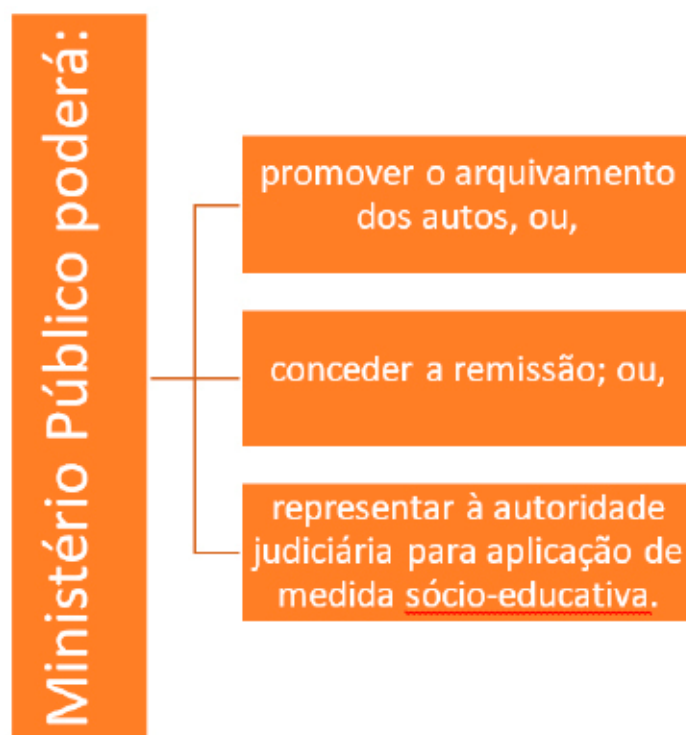 Ministério Público poderá:
promover o arquivamento
dos autos, ou,
conceder a remissão; ou,
representar à autoridade
judiciária para aplicação de
medida sócio-educativa.